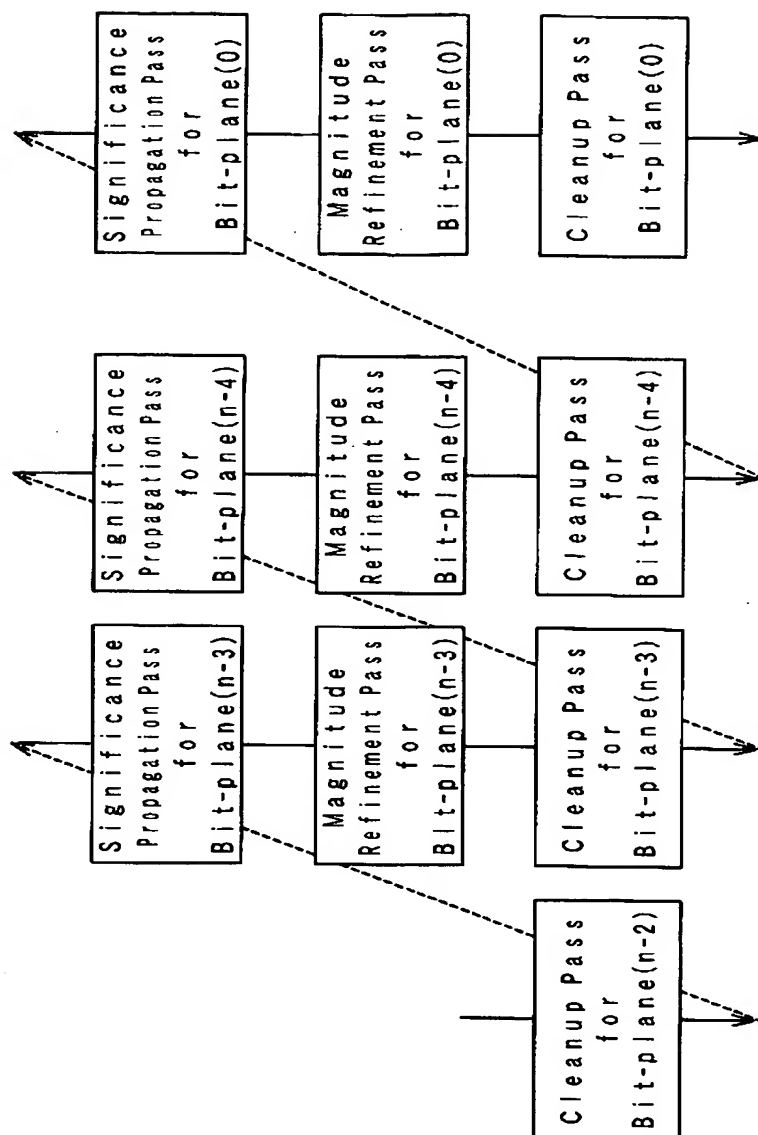 Cleanup Pass
for
Bit-plane(n-2)
Significance
Propagation Pass
for
Bit-plane(n-3)
Magnitude
Refinement Pass
for
Bit-plane(n-3)
Cleanup Pass
for
Bit-plane(n-3)
Significance
Propagation Pass
for
Bit-plane(n-4)
Magnitude
Refinement Pass
for
Bit-plane(n-4)
Cleanup Pass
for
Bit-plane(n-4)
Significance
Propagation Pass
for
Bit-plane(0)
Magnitude
Refinement Pass
for
Bit-plane(0)
Cleanup Pass
for
Bit-plane(0)